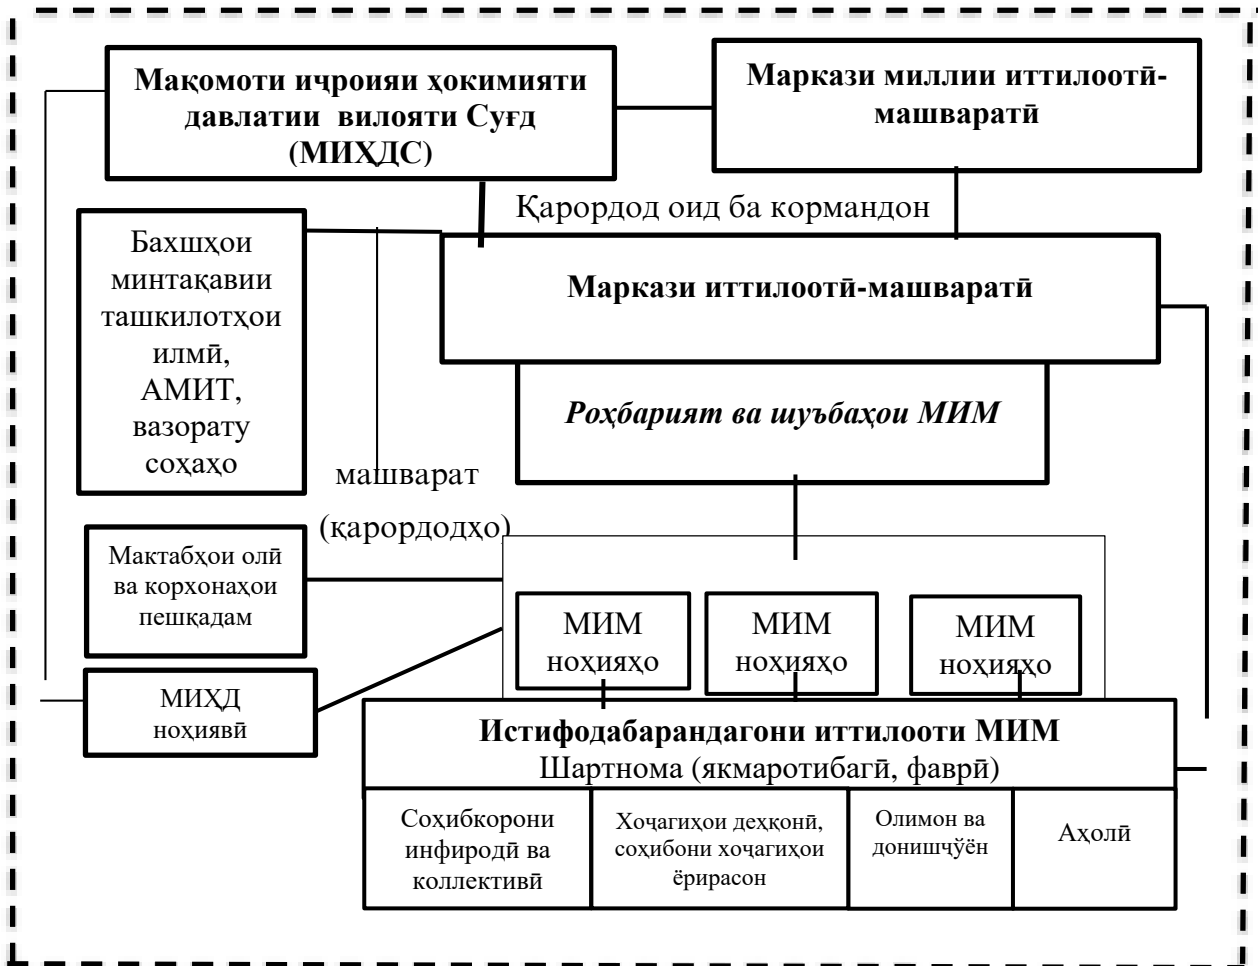 Мақомоти иҷроияи ҳокимияти
давлатии вилояти Суғд
(МИҲДС)
Маркази миллии иттилоотӣ-
машваратӣ
Қарордод оид ба кормандон
Бахшҳои
минтақавии
ташкилотҳои
илмӣ,
АМИТ,
вазорату
соҳаҳо
Маркази иттилоотӣ-машваратӣ
Роҳбарият ва шуъбаҳои МИМ
машварат
(қарордодҳо)
Мактабҳои олӣ
ва корхонаҳои
пешқадам
МИМ
ноҳияҳо
МИМ
ноҳияҳо
МИМ
ноҳияҳо
МИҲД
ноҳиявӣ
Истифодабарандагони иттилооти МИМ
Шартнома (якмаротибагӣ, фаврӣ)
Соҳибкорони
инфиродӣ ва
коллективӣ
Хоҷагиҳои деҳқонӣ,
соҳибони хоҷагиҳои
ёрирасон
Олимон ва
донишҷӯён
Аҳолӣ